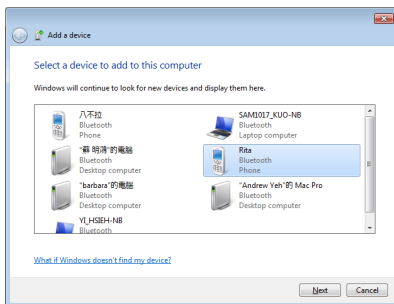 Add a device
Select a device to add to this computer
Windows will continue to look for new devices and display them here.
八不拉
Bluetooth
Phone
SAM1017_KUO-NB
Bluetooth
Laptop computer
"蘇 明鴻"的電腦
Bluetooth
Desktop computer
Rita
Bluetooth
Phone
"barbara"的電腦
Bluetooth
Desktop computer
"Andrew Yeh"的 Mac Pro
Bluetooth
Desktop computer
YI_HSIEH-NB
Bluetooth
What if Windows doesn't find my device?
Next
Cancel